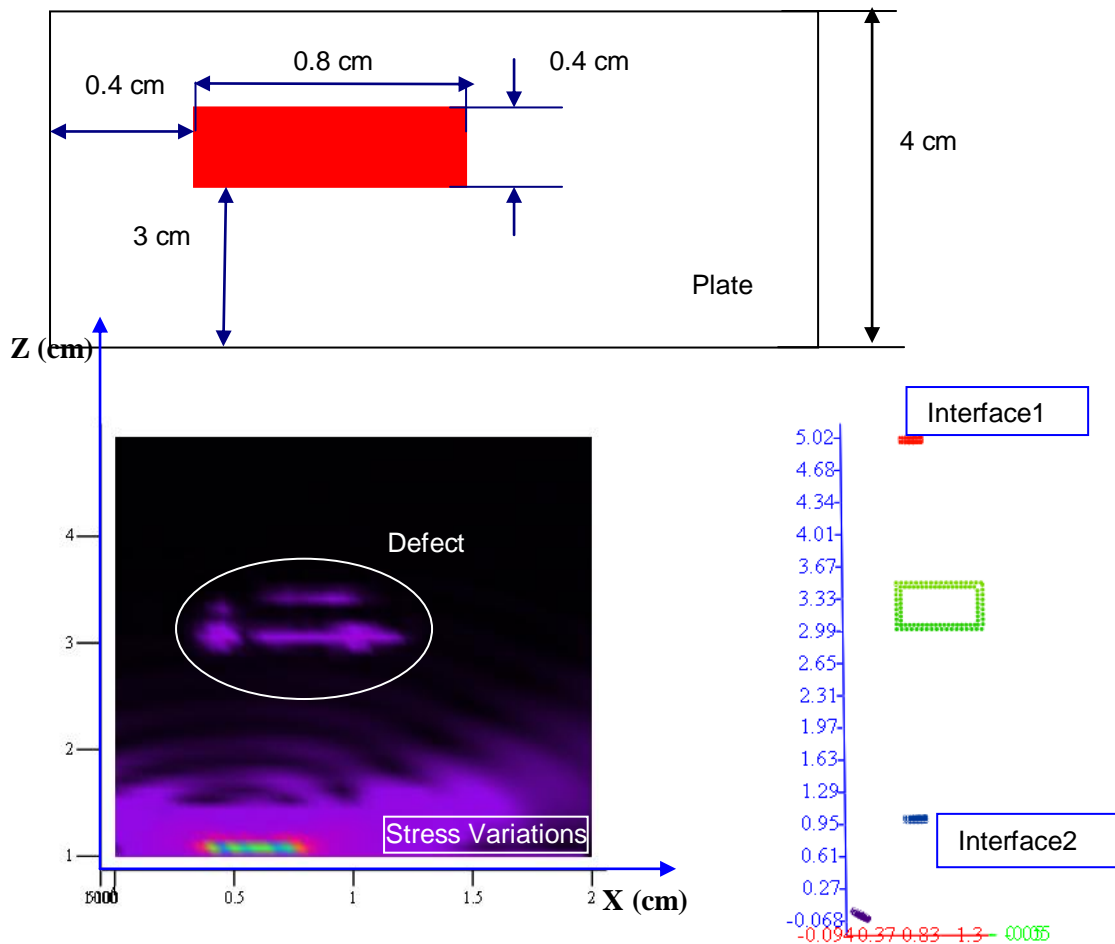 0.8 cm
0.4 cm
0.4 cm
4 cm
3 cm
Plate
Z (cm)
Interface1
Defect
4
3
2
1
Stress Variations
0.5
1
1.5
2
X (cm)
5.02
4.68
4.34
4.01
3.67
3.33
2.99
2.65
2.31
1.97
1.63
1.29
0.95
0.61
0.27
-0.068
Interface2
-0.094 0.37 0.83 1.3